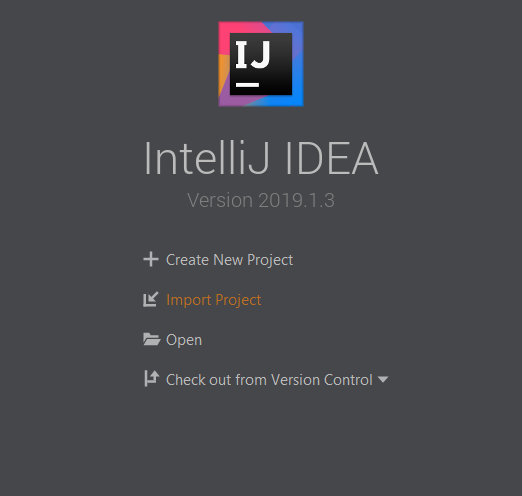 IJ
IntelliJ IDEA
Version 2019.1.3
Create New Project
Import Project
Open
Check out from Version Control